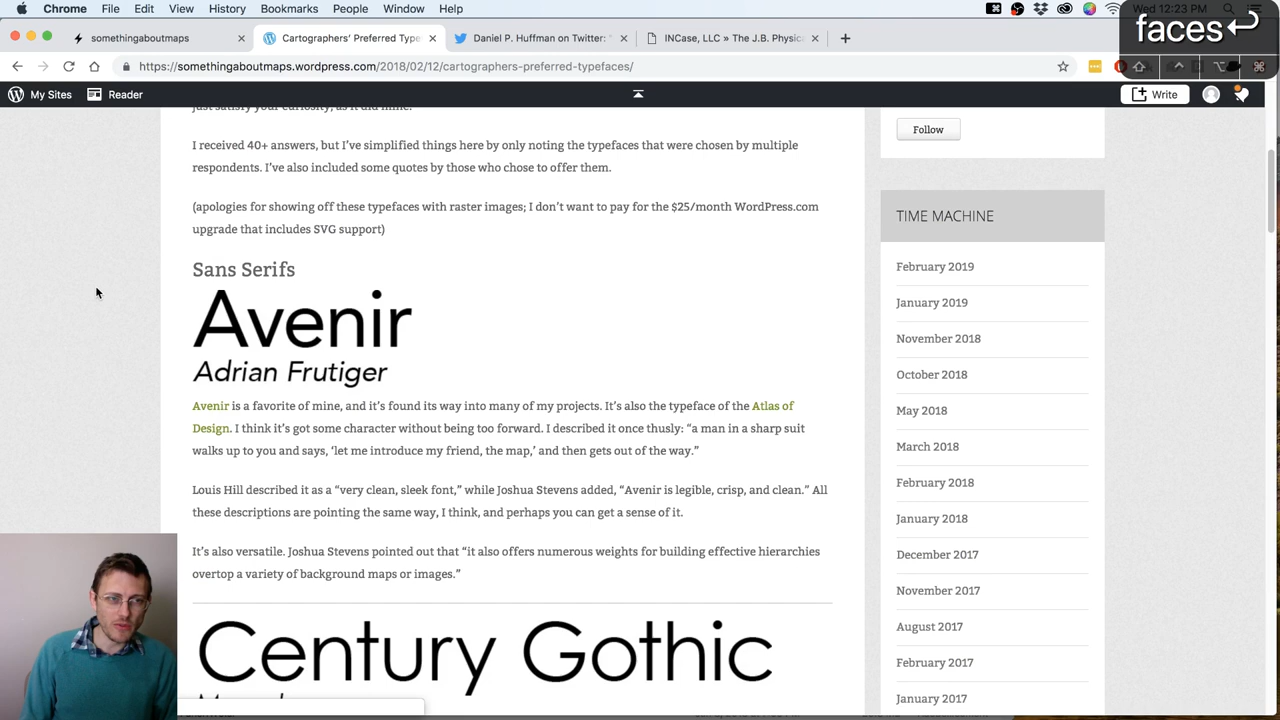 Chrome File Edit View History Bookmarks People Window Help
faces
somethingaboutmaps
Cartographers' Preferred Type
Daniel P. Huffman on Twitter: "
INCase, LLC » The J.B. Physica
https://somethingaboutmaps.wordpress.com/2018/02/12/cartographers-preferred-typefaces/
My Sites Reader Write
just satisfy your curiosity, as it did mine.
I received 40+ answers, but I've simplified things here by only noting the typefaces that were chosen by multiple
respondents. I've also included some quotes by those who chose to offer them.
(apologies for showing off these typefaces with raster images; I don't want to pay for the $25/month WordPress.com
upgrade that includes SVG support)
Sans Serifs
Avenir
Adrian Frutiger
Avenir is a favorite of mine, and it's found its way into many of my projects. It's also the typeface of the Atlas of
Design. I think it's got some character without being too forward. I described it once thusly: "a man in a sharp suit
walks up to you and says, 'let me introduce my friend, the map,' and then gets out of the way."
Louis Hill described it as a "very clean, sleek font," while Joshua Stevens added, "Avenir is legible, crisp, and clean." All
these descriptions are pointing the same way, I think, and perhaps you can get a sense of it.
It's also versatile. Joshua Stevens pointed out that "it also offers numerous weights for building effective hierarchies
overtop a variety of background maps or images."
Century Gothic
Follow
TIME MACHINE
February 2019
January 2019
November 2018
October 2018
May 2018
March 2018
February 2018
January 2018
December 2017
November 2017
August 2017
February 2017
January 2017